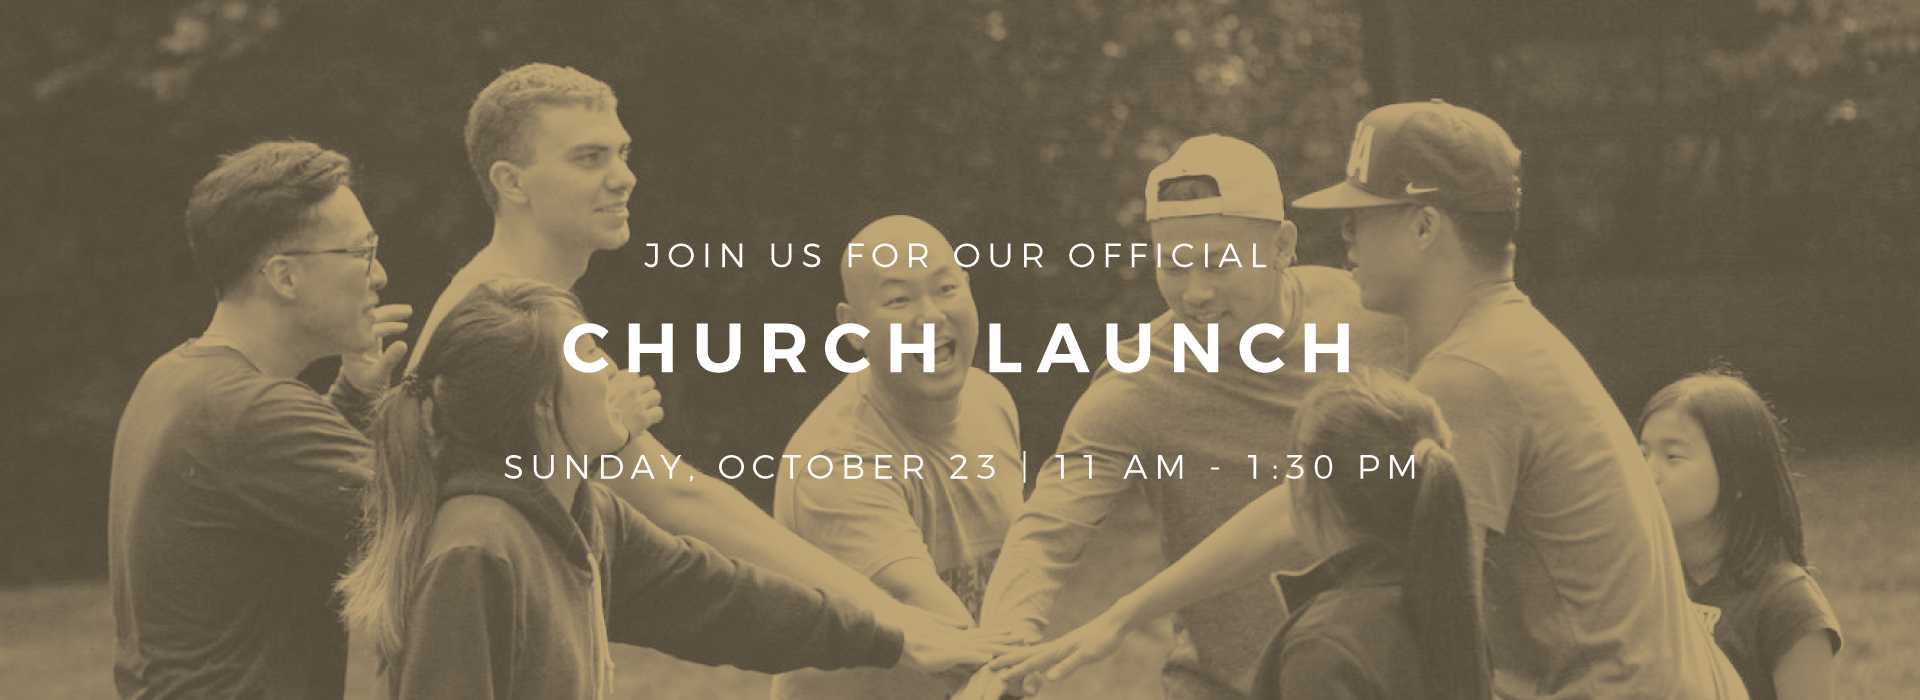 JOIN US FOR OUR OFFICIAL
CHURCH LAUNCH
SUNDAY, OCTOBER 23 | 11 AM - 1:30 PM